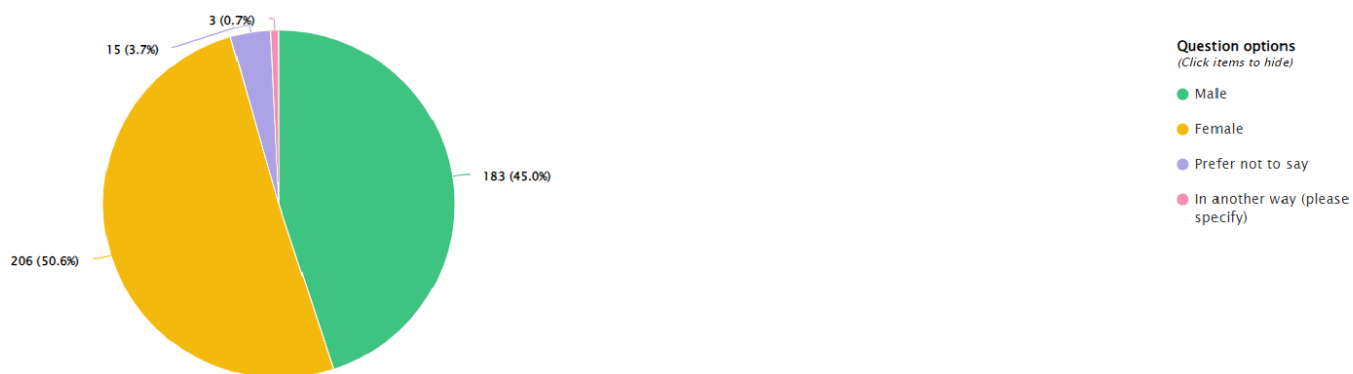 3 (0.7%)
15 (3.7%)
183 (45.0%)
206 (50.6%)
Question options
(Click items to hide)
Male
Female
Prefer not to say
In another way (please
specify)